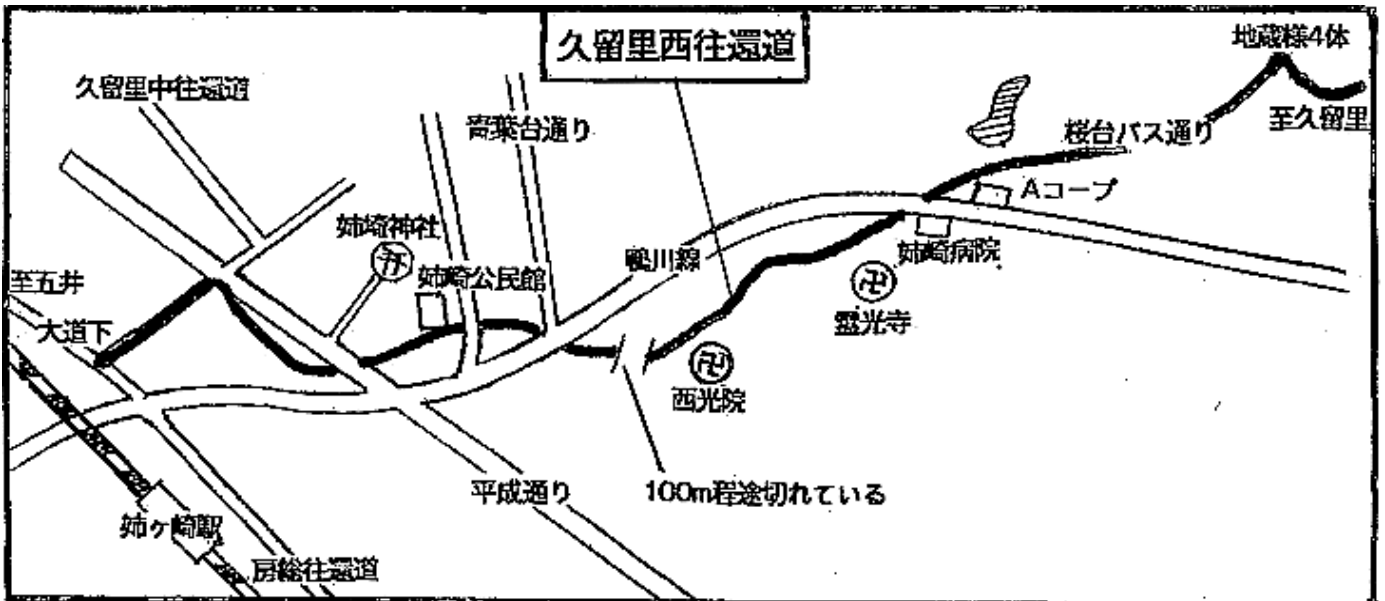 久留里西往還道
地蔵様4体
久留里中往還道
青葉台通り
桜台バス通り
至久留里
Aコープ
姉埼神社
姉崎公民館
鴨川線
姉崎病院
至五井
大道下
霊光寺
西光院
平成通り
100m程途切れている
姉ヶ崎駅
房総往還道